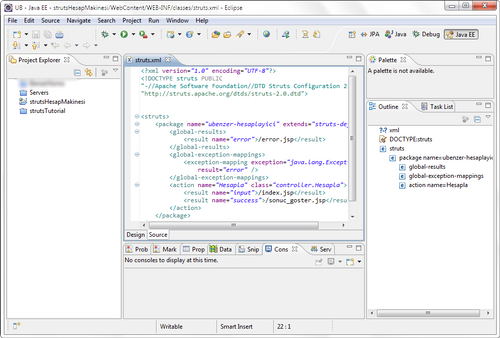 UB - Java EE - strutsHesapMakinesi/WebContent/WEB-INF/classes/struts.xml - Eclipse
File Edit Source Navigate Search Project Run Window Help
JPA Java Debug Java EE
Project Explorer
Servers
strutsHesapMakinesi
strutsTutorial
struts.xml
<?xml version="1.0" encoding="UTF-8"?>
<!DOCTYPE struts PUBLIC
"-//Apache Software Foundation//DTD Struts Configuration 2
"http://struts.apache.org/dtds/struts-2.0.dtd">
<struts>
<package name="ubenzer-hesaplayici" extends="struts-de
<global-results>
<result name="error">/error.jsp</result>
</global-results>
<global-exception-mappings>
<exception-mapping exception="java.lang.Except
result="error" />
</global-exception-mappings>
<action name="Hesapla" class="controller.Hesapla">
<result name="input">/index.jsp</result>
<result name="success">/sonuc_goster.jsp</resu
</action>
</package>
Design Source
Prob Mark Prop Data Snip Cons Serv
No consoles to display at this time.
Palette
A palette is not available.
Outline Task List
xml
DOCTYPE:struts
struts
package name=ubenzer-hesaplayic
global-results
global-exception-mappings
action name=Hesapla
Writable Smart Insert 22 : 1